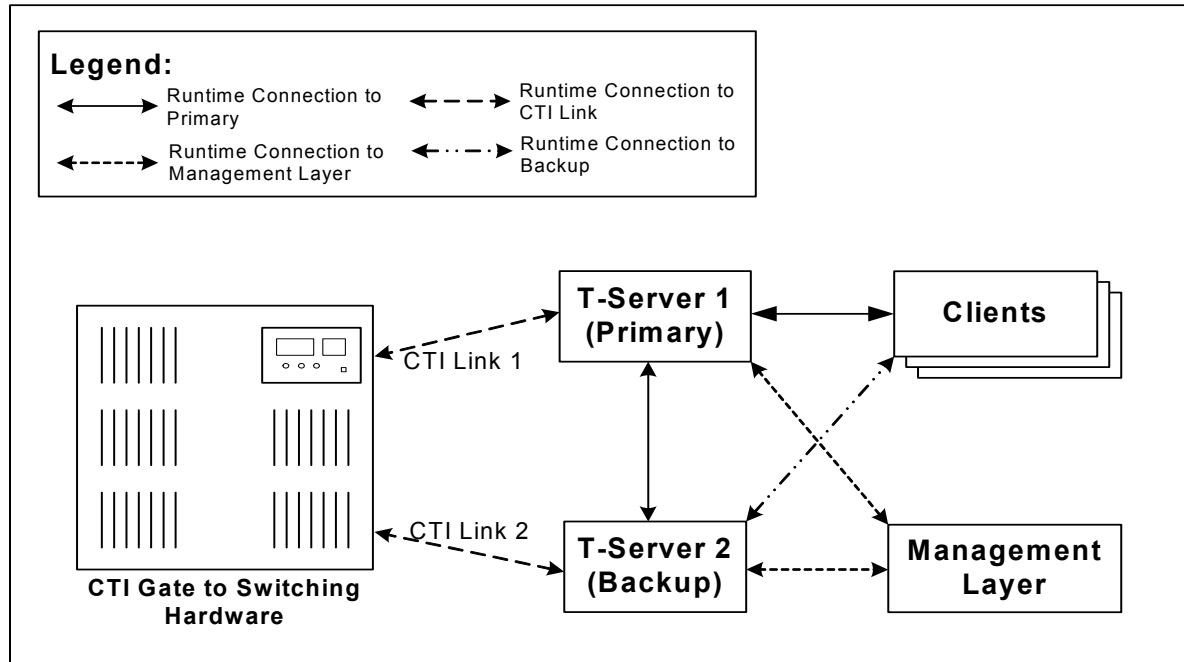 Legend:
Runtime Connection to
Primary
Runtime Connection to
CTI Link
Runtime Connection to
Management Layer
Runtime Connection to
Backup
T-Server 1
(Primary)
Clients
CTI Link 1
CTI Link 2
T-Server 2
(Backup)
Management
Layer
CTI Gate to Switching
Hardware